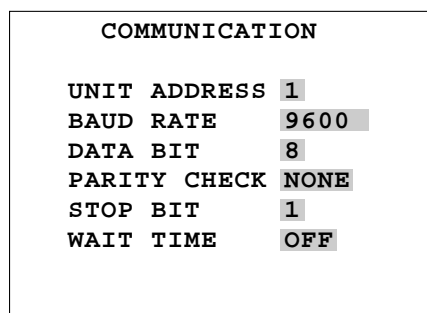 COMMUNICATION
UNIT ADDRESS 1
BAUD RATE 9600
DATA BIT 8
PARITY CHECK NONE
STOP BIT 1
WAIT TIME OFF